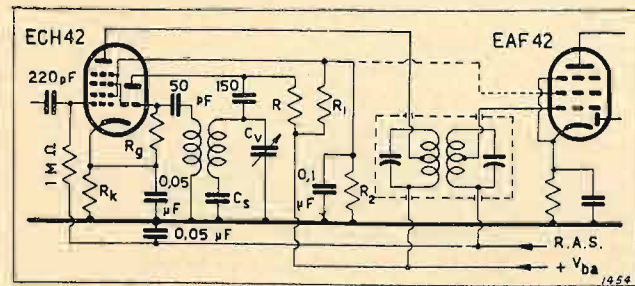 ECH42
EAF42
220pF
50
pF
150
R
R1
Cv
Rg
1 MΩ
Rk
0,05
μF
Cs
0,1
μF
R2
0,05 μF
R.A.S.
+ Vba
1454